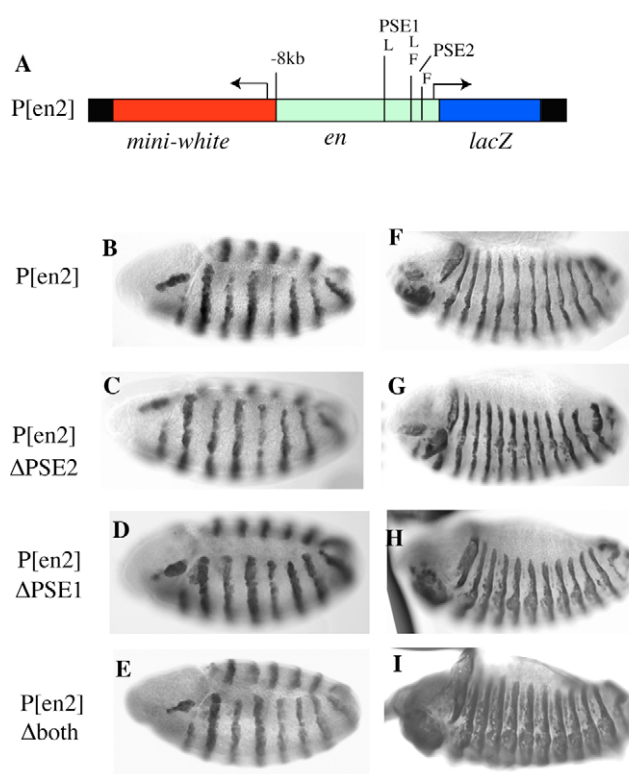 PSE1
L
L
F
PSE2
F
-8kb
A
P[en2]
mini-white
en
lacZ
B
F
P[en2]
C
G
P[en2]
ΔPSE2
D
H
P[en2]
ΔPSE1
E
I
P[en2]
Δboth